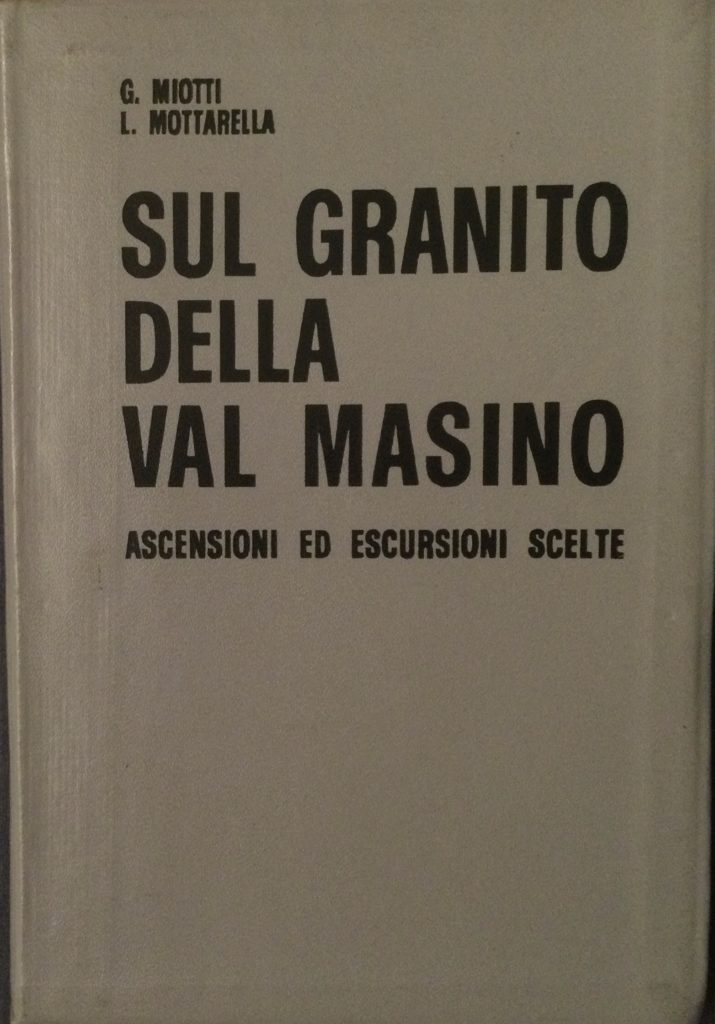 G. MIOTTI
L. MOTTARELLA
SUL GRANITO
DELLA
VAL MASINO
ASCENSIONI ED ESCURSIONI SCELTE